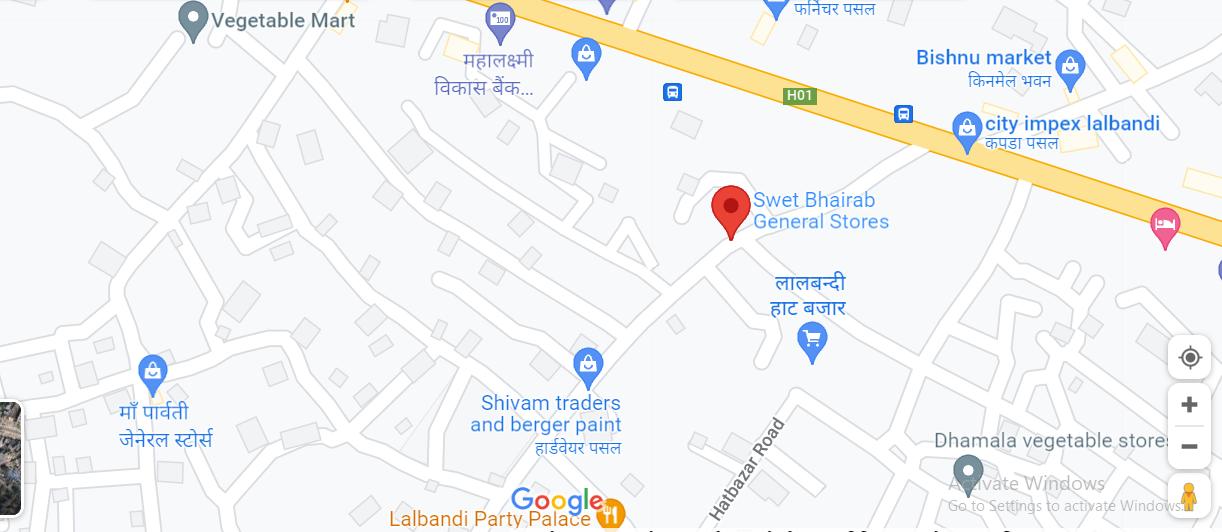 Vegetable Mart
100
महालक्ष्मी
विकास बैंक...
फर्निचर पसल
Bishnu market
किनमेल भवन
H01
city impex lalbandi
कपडा पसल
Swet Bhairab
General Stores
लालबन्दी
हाट बजार
माँ पार्वती
जेनेरल स्टोर्स
Shivam traders
and berger paint
हार्डवेयर पसल
Hatbazar Road
Dhamala vegetable stores
Activate Windows
Go to Settings to activate Windows.
Google
Lalbandi Party Palace